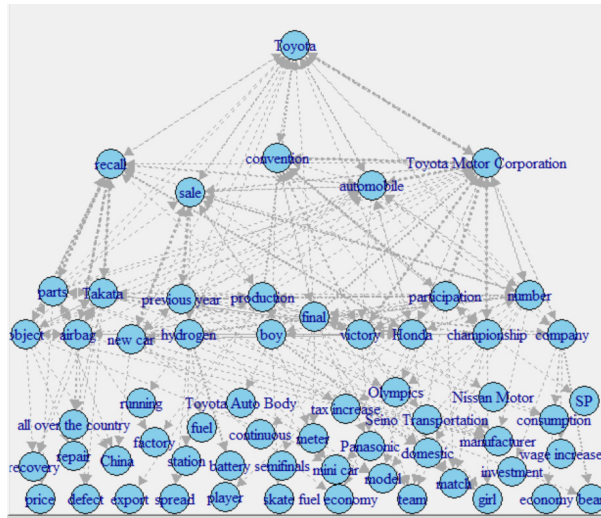 Toyota
convention
recall
Toyota Motor Corporation
automobile
sale
parts
Takata
previous year
production
participation
number
final
object
airbag
new car
hydrogen
boy
victory
Honda
championship
company
Olympics
Nissan Motor
SP
running
Toyota Auto Body
tax increase
Seino Transportation
consumption
all over the country
fuel
continuous
meter
Panasonic
manufacturer
factory
repair
domestic
wage increase
recovery
China
station
battery
semifinals
mini car
model
match
investment
price
defect
export
spread
player
skate
fuel economy
team
girl
economy
bear